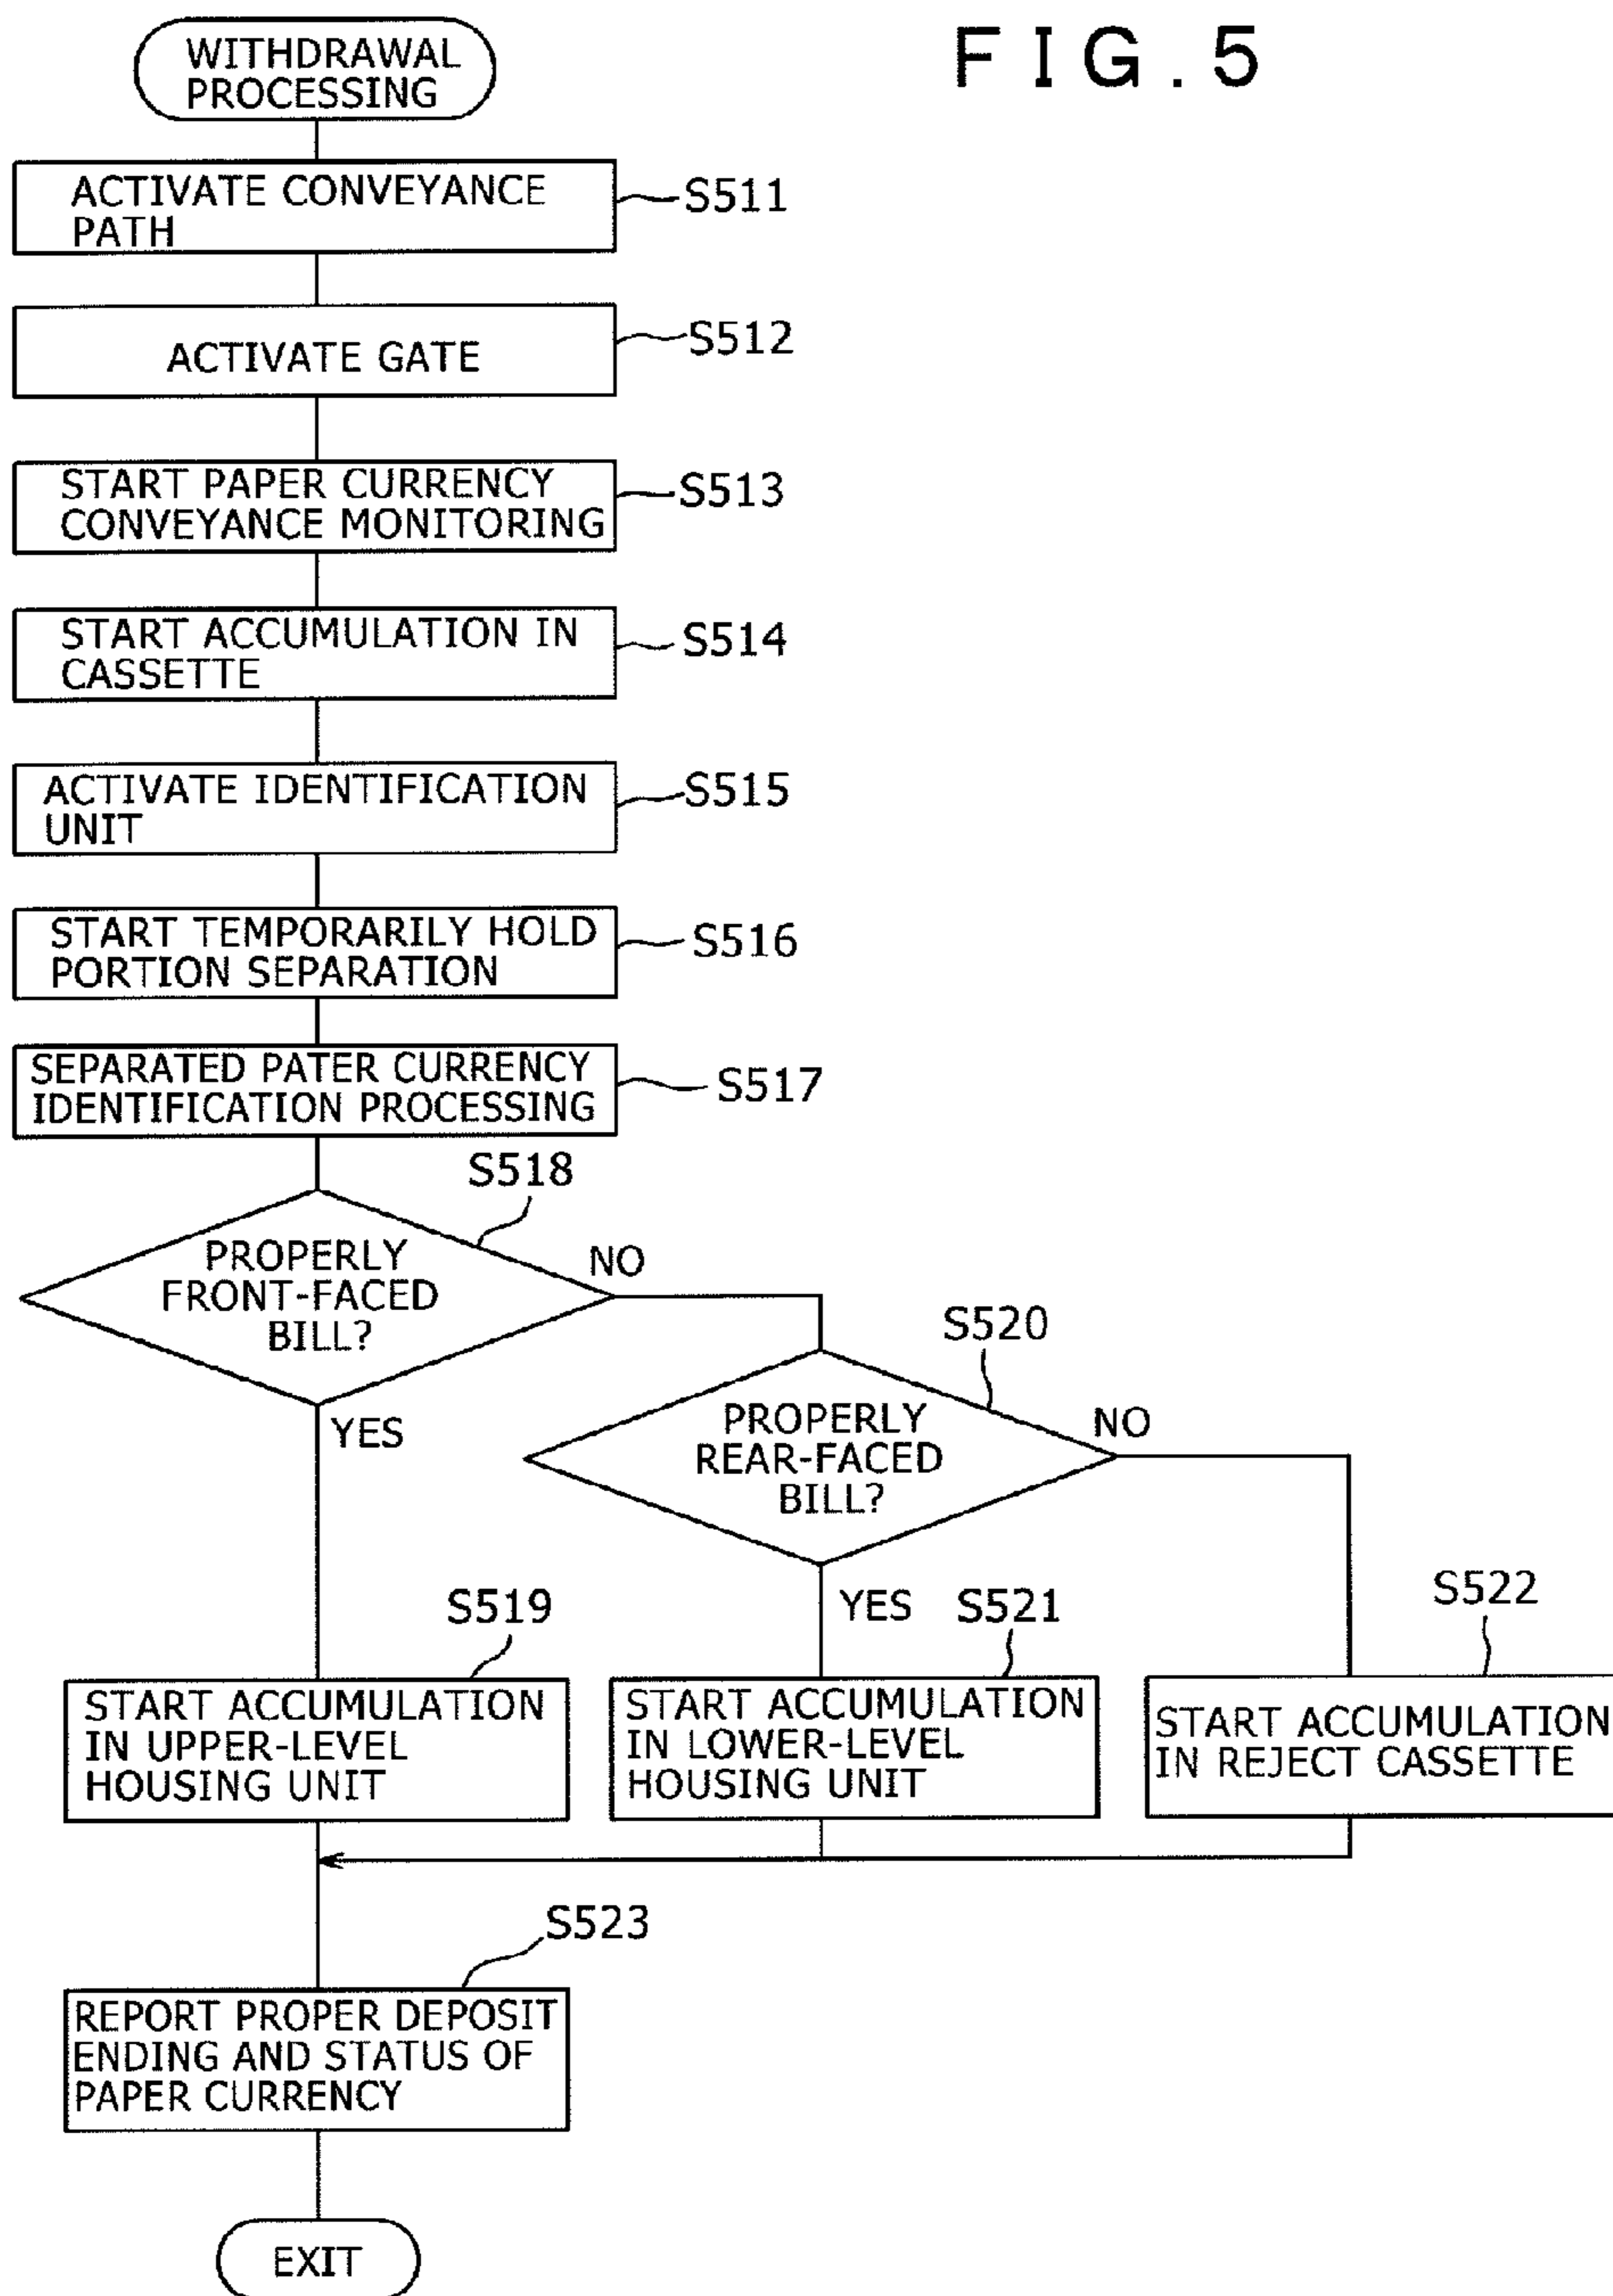 FIG.5
WITHDRAWAL
PROCESSING
ACTIVATE CONVEYANCE
PATH
S511
ACTIVATE GATE
S512
START PAPER CURRENCY
CONVEYANCE MONITORING
S513
START ACCUMULATION IN
CASSETTE
S514
ACTIVATE IDENTIFICATION
UNIT
S515
START TEMPORARILY HOLD
PORTION SEPARATION
S516
SEPARATED PATER CURRENCY
IDENTIFICATION PROCESSING
S517
S518
PROPERLY
FRONT-FACED
BILL?
NO
YES
S520
PROPERLY
REAR-FACED
BILL?
NO
YES
S519
START ACCUMULATION
IN UPPER-LEVEL
HOUSING UNIT
S521
START ACCUMULATION
IN LOWER-LEVEL
HOUSING UNIT
S522
START ACCUMULATION
IN REJECT CASSETTE
S523
REPORT PROPER DEPOSIT
ENDING AND STATUS OF
PAPER CURRENCY
EXIT